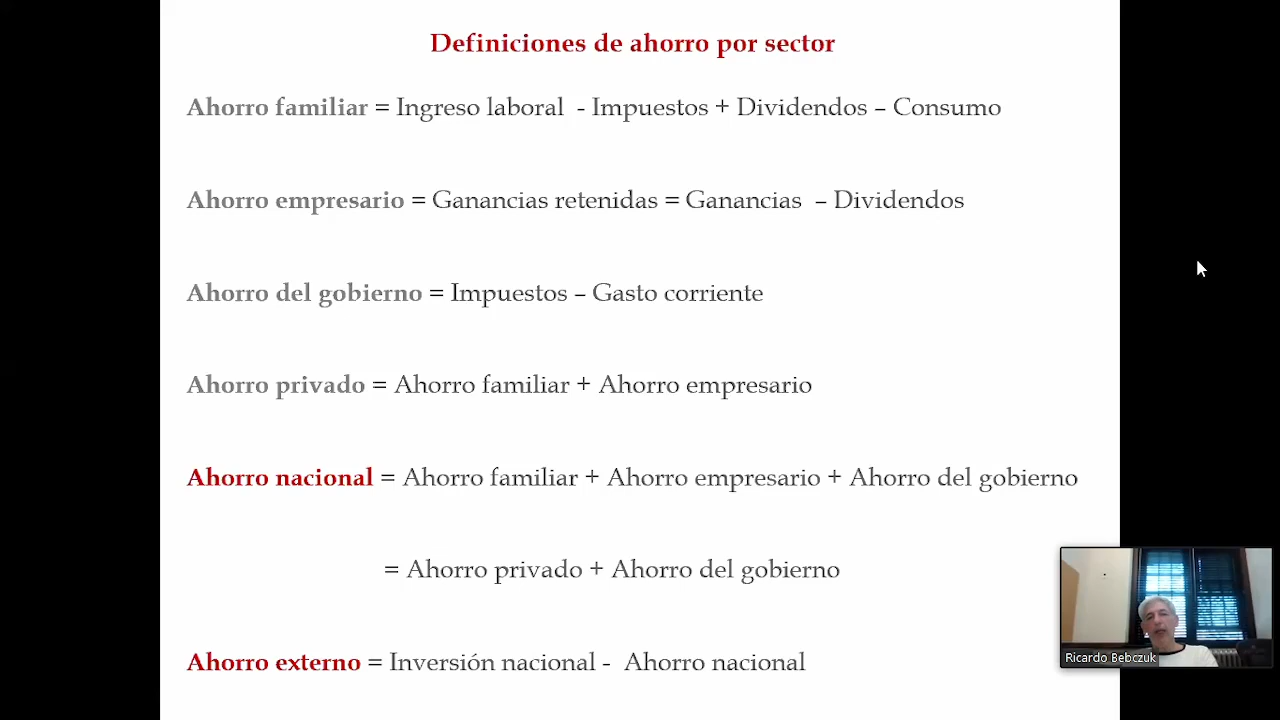 Definiciones de ahorro por sector
Ahorro familiar = Ingreso laboral - Impuestos + Dividendos – Consumo
Ahorro empresario = Ganancias retenidas = Ganancias – Dividendos
Ahorro del gobierno = Impuestos – Gasto corriente
Ahorro privado = Ahorro familiar + Ahorro empresario
Ahorro nacional = Ahorro familiar + Ahorro empresario + Ahorro del gobierno
= Ahorro privado + Ahorro del gobierno
Ahorro externo = Inversión nacional - Ahorro nacional
Ricardo Bebczuk